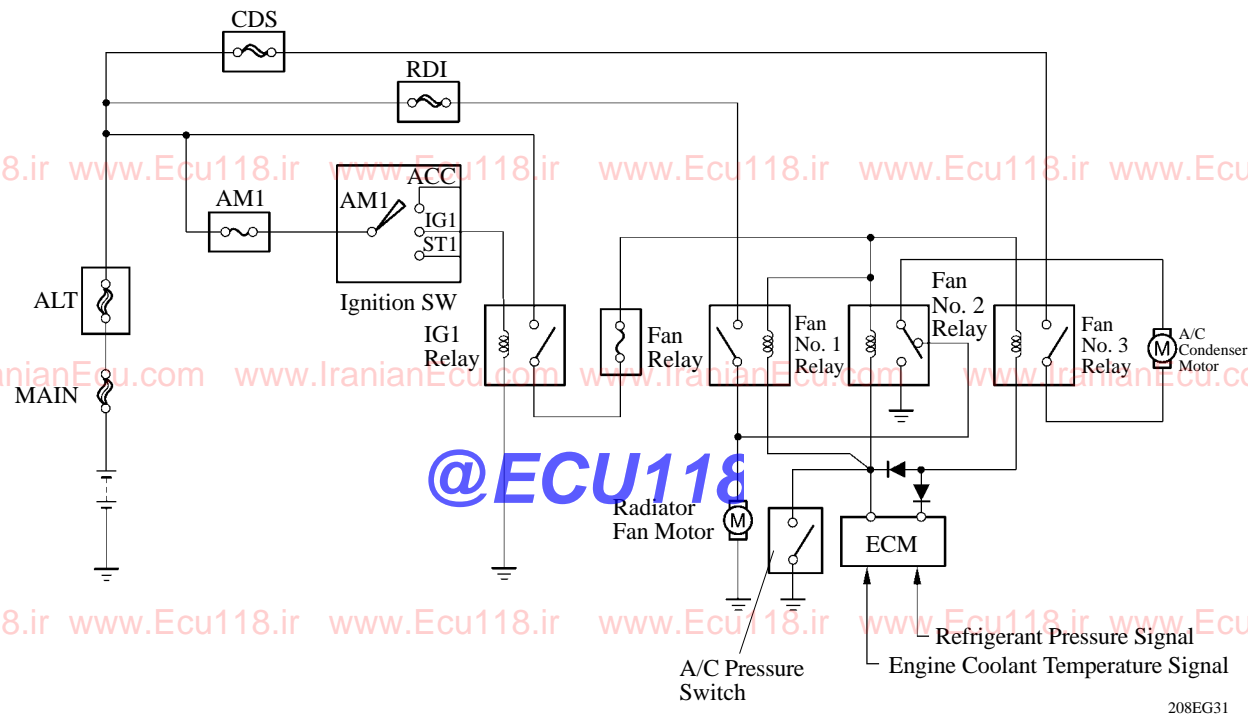 CDS
RDI
8.ir www.Ecu118.ir www.Ecu118.ir www.Ecu118.ir www.Ecu118.ir www.Ecu
ACC
AM1
AM1
IG1
ST1
ALT
Ignition SW
IG1
Relay
Fan
Relay
Fan
No. 1
Relay
Fan
No. 2
Relay
Fan
No. 3
Relay
M
A/C
Condenser
Motor
anianEcu.com www.IranianEcu.com www.IranianEcu.com www.IranianEcu.co
MAIN
@ECU118
Radiator
Fan Motor
M
ECM
8.ir www.Ecu118.ir www.Ecu118.ir www.Ecu118.ir www.Ecu118.ir www.Ecu
Refrigerant Pressure Signal
Engine Coolant Temperature Signal
A/C Pressure
Switch
208EG31